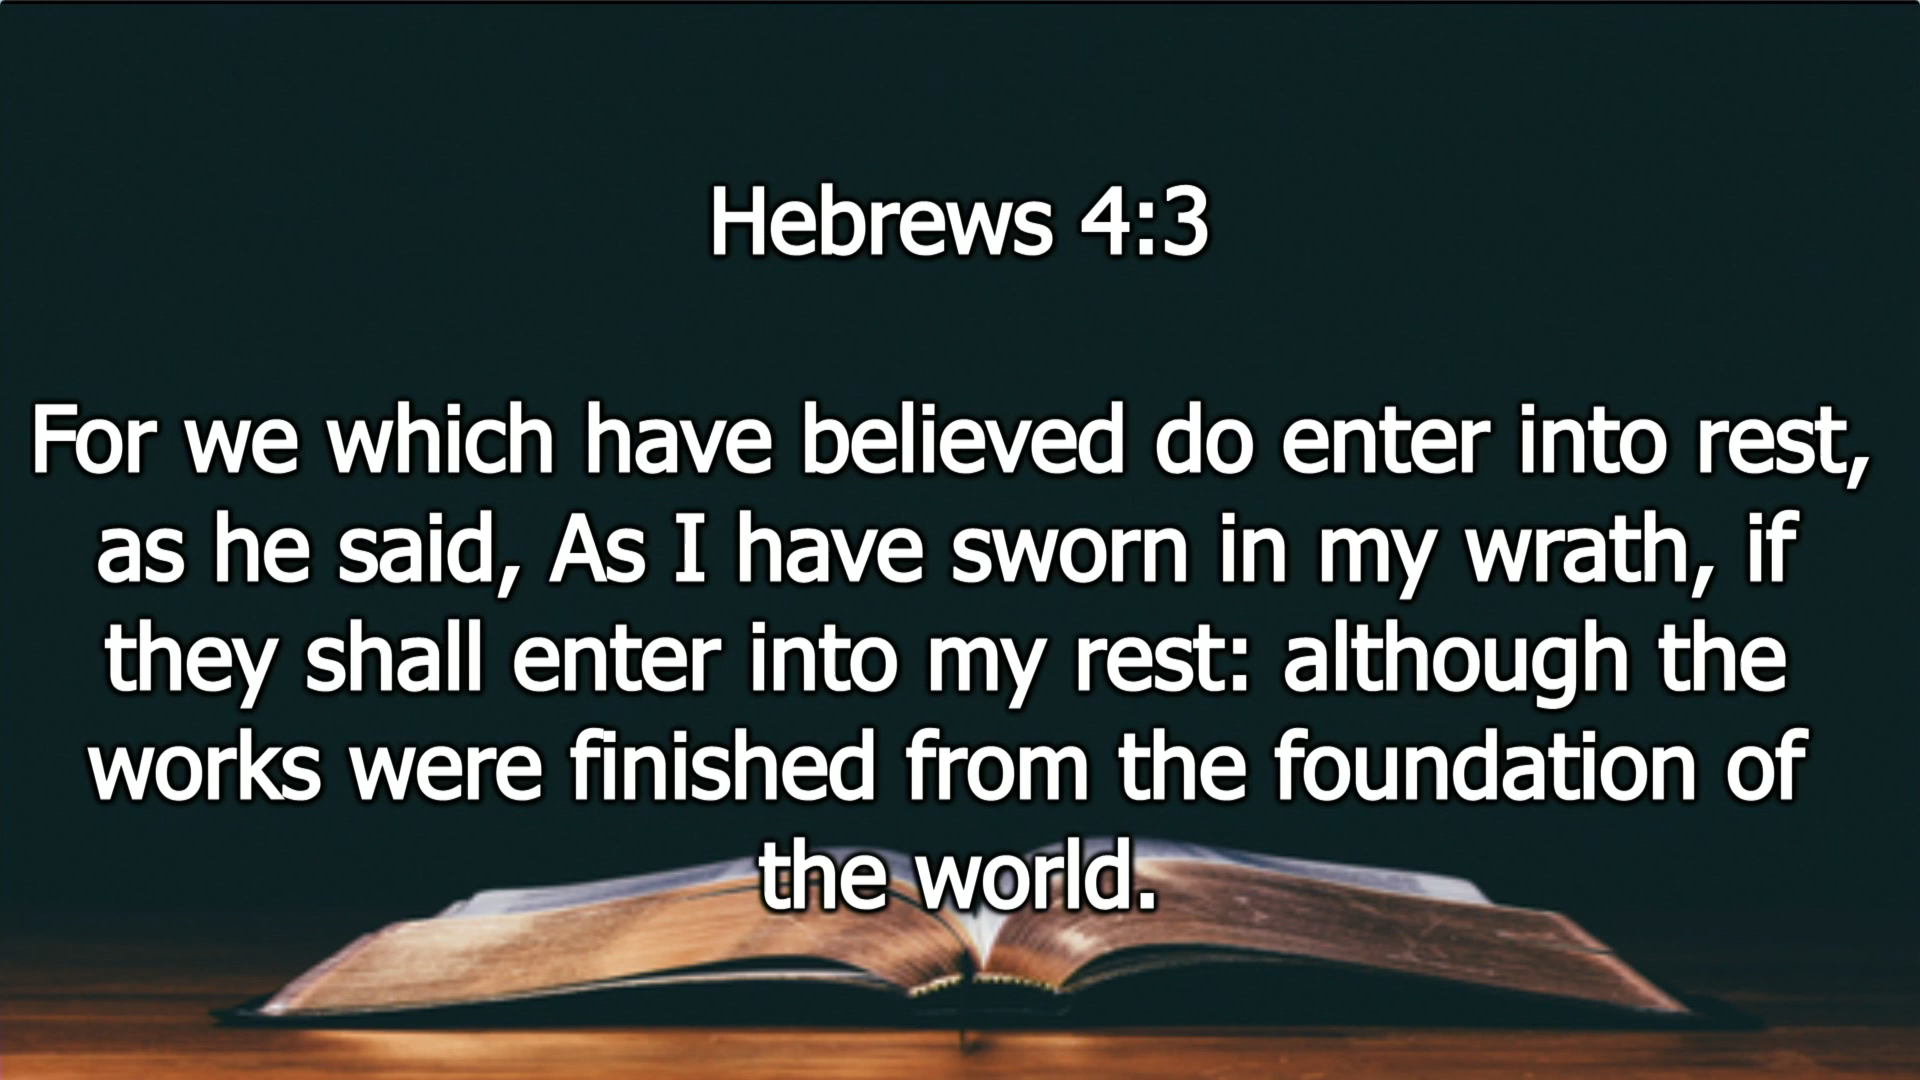 Hebrews 4:3
For we which have believed do enter into rest,
as he said, As I have sworn in my wrath, if
they shall enter into my rest: although the
works were finished from the foundation of
the world.